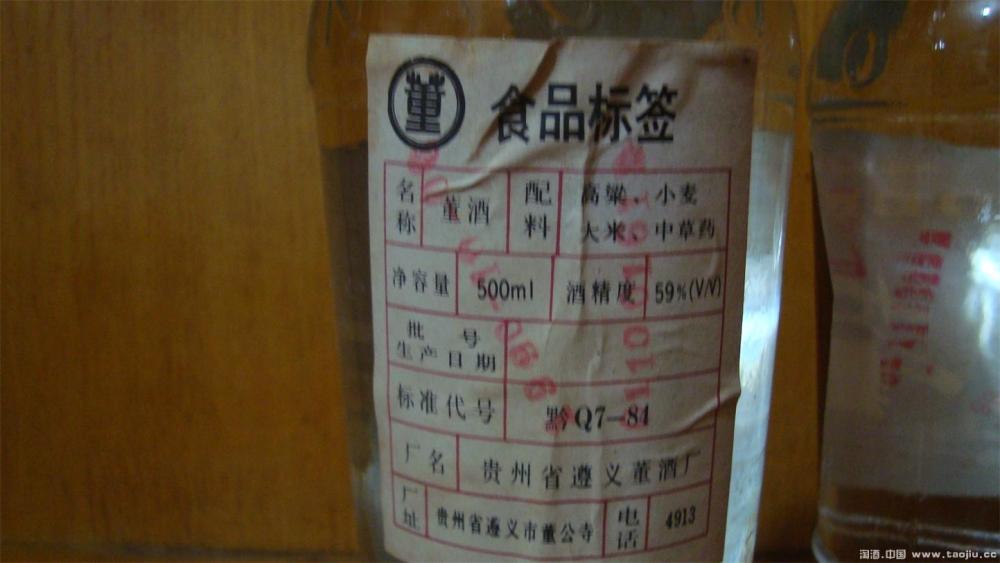 董 食品标签
名称 董酒 配料 高粱、小麦
大米、中草药
净容量 500ml 酒精度 59%(V/V)
批号
生产日期
标准代号 黔Q7-84
厂名 贵州省遵义董酒厂
厂址 贵州省遵义市董公寺 电话 4913
淘酒.中国 www.taojiu.cc